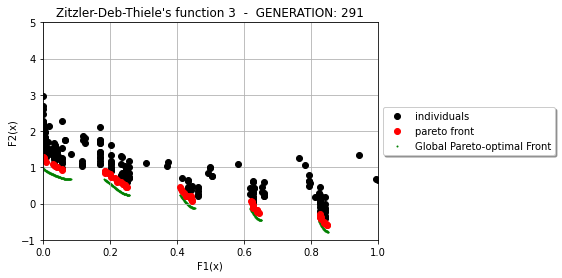 Zitzler-Deb-Thiele's function 3 - GENERATION: 291
5
4
3
2
1
0
-1
F2(x)
0.0 0.2 0.4 0.6 0.8 1.0
F1(x)
individuals
pareto front
Global Pareto-optimal Front